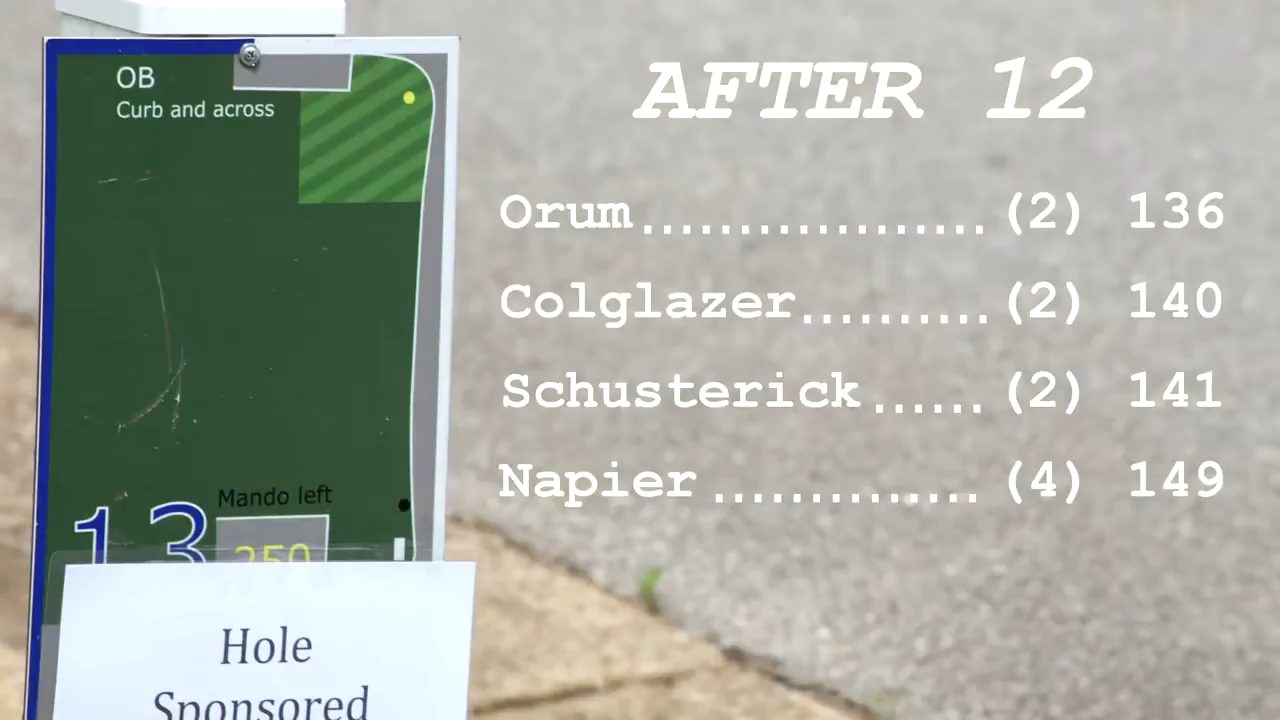 OB
Curb and across
Mando left
13
250
Hole
Sponsored
AFTER 12
Orum.................. (2) 136
Colglazer.......... (2) 140
Schusterick ...... (2) 141
Napier .............. (4) 149